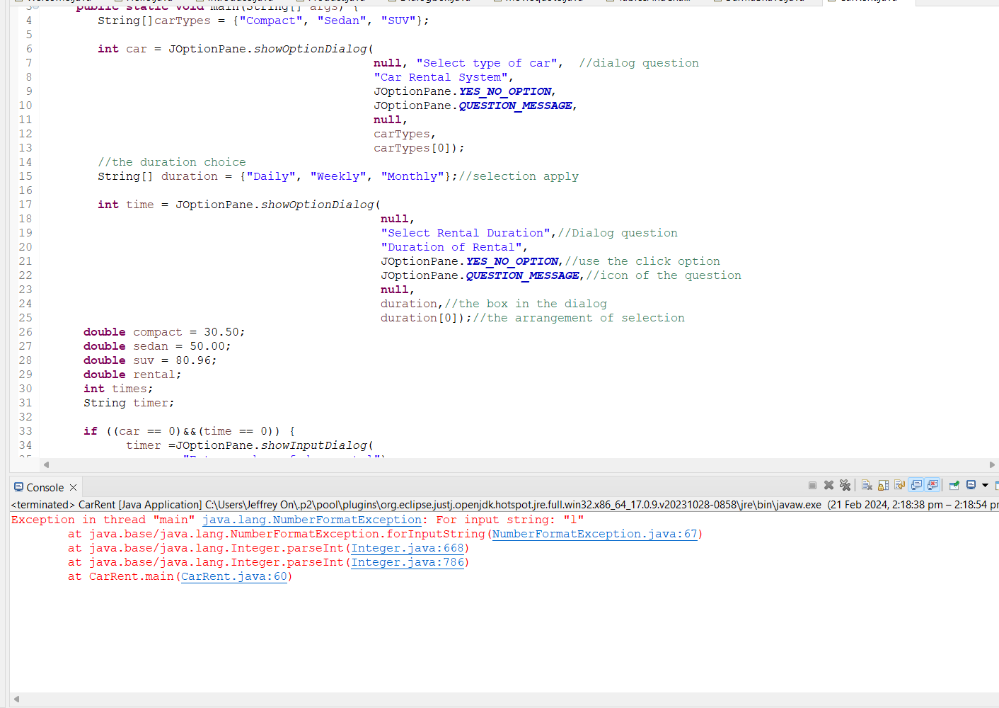 public static void main(String[] args) {
4 String[]carTypes = {"Compact", "Sedan", "SUV"};
5
6 int car = JOptionPane.showOptionDialog(
7 null, "Select type of car", //dialog question
8 "Car Rental System",
9 JOptionPane.YES_NO_OPTION,
10 JOptionPane.QUESTION_MESSAGE,
11 null,
12 carTypes,
13 carTypes[0]);
14 //the duration choice
15 String[] duration = {"Daily", "Weekly", "Monthly"};//selection apply
16
17 int time = JOptionPane.showOptionDialog(
18 null,
19 "Select Rental Duration",//Dialog question
20 "Duration of Rental",
21 JOptionPane.YES_NO_OPTION,//use the click option
22 JOptionPane.QUESTION_MESSAGE,//icon of the question
23 null,
24 duration,//the box in the dialog
25 duration[0]);//the arrangement of selection
26 double compact = 30.50;
27 double sedan = 50.00;
28 double suv = 80.96;
29 double rental;
30 int times;
31 String timer;
32
33 if ((car == 0)&&(time == 0)) {
34 timer =JOptionPane.showInputDialog(
Console
<terminated> CarRent [Java Application] C:\Users\Jeffrey On\.p2\pool\plugins\org.eclipse.justj.openjdk.hotspot.jre.full.win32.x86_64_17.0.9.v20231028-0858\jre\bin\javaw.exe (21 Feb 2024, 2:18:38 pm – 2:18:54 pm
Exception in thread "main" java.lang.NumberFormatException: For input string: "l"
at java.base/java.lang.NumberFormatException.forInputString(NumberFormatException.java:67)
at java.base/java.lang.Integer.parseInt(Integer.java:668)
at java.base/java.lang.Integer.parseInt(Integer.java:786)
at CarRent.main(CarRent.java:60)